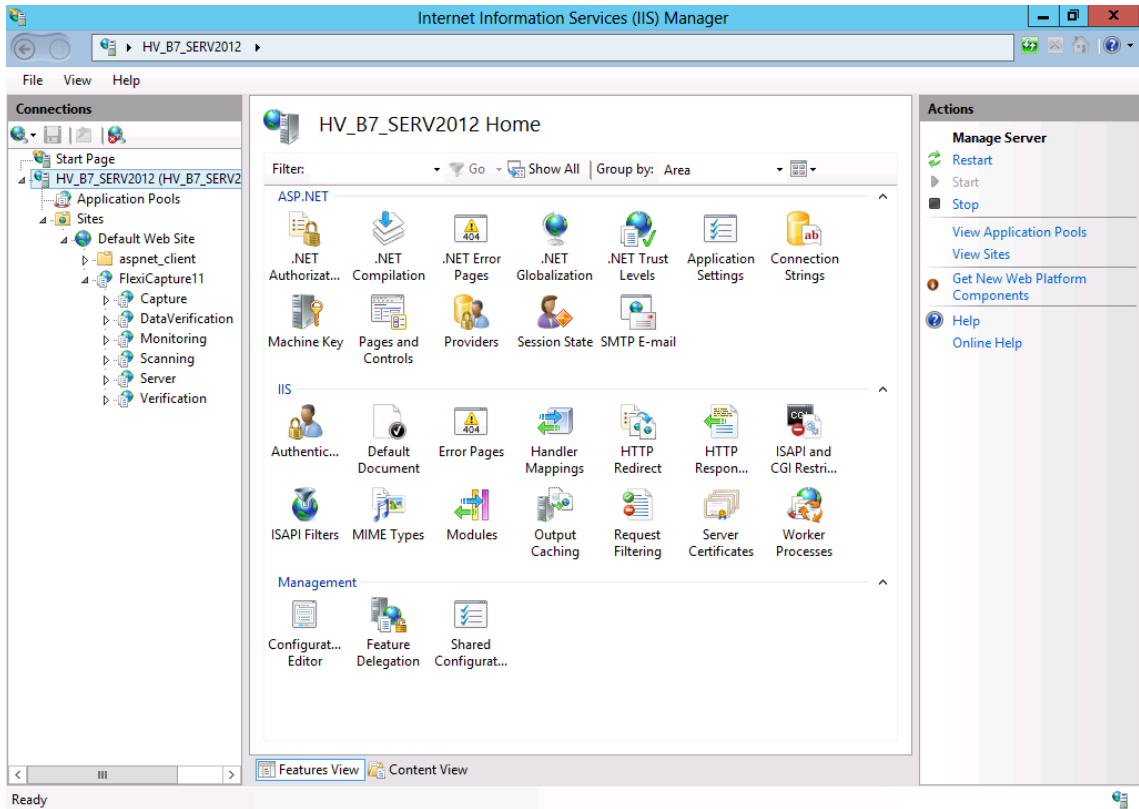 Internet Information Services (IIS) Manager
HV_B7_SERV2012
File View Help
Connections
Start Page
HV_B7_SERV2012 (HV_B7_SERV2
Application Pools
Sites
Default Web Site
aspnet_client
FlexiCapture11
Capture
DataVerification
Monitoring
Scanning
Server
Verification
HV_B7_SERV2012 Home
Filter: Go Show All Group by: Area
ASP.NET
.NET .NET .NET Error .NET .NET Trust Application Connection
Authorizat... Compilation Pages Globalization Levels Settings Strings
Machine Key Pages and Providers Session State SMTP E-mail
Controls
IIS
Authentic... Default Error Pages Handler HTTP HTTP ISAPI and
Document Mappings Redirect Respon... CGI Restri...
ISAPI Filters MIME Types Modules Output Request Server Worker
Caching Filtering Certificates Processes
Management
Configurat... Feature Shared
Editor Delegation Configurat...
Features View Content View
Actions
Manage Server
Restart
Start
Stop
View Application Pools
View Sites
Get New Web Platform
Components
Help
Online Help
Ready